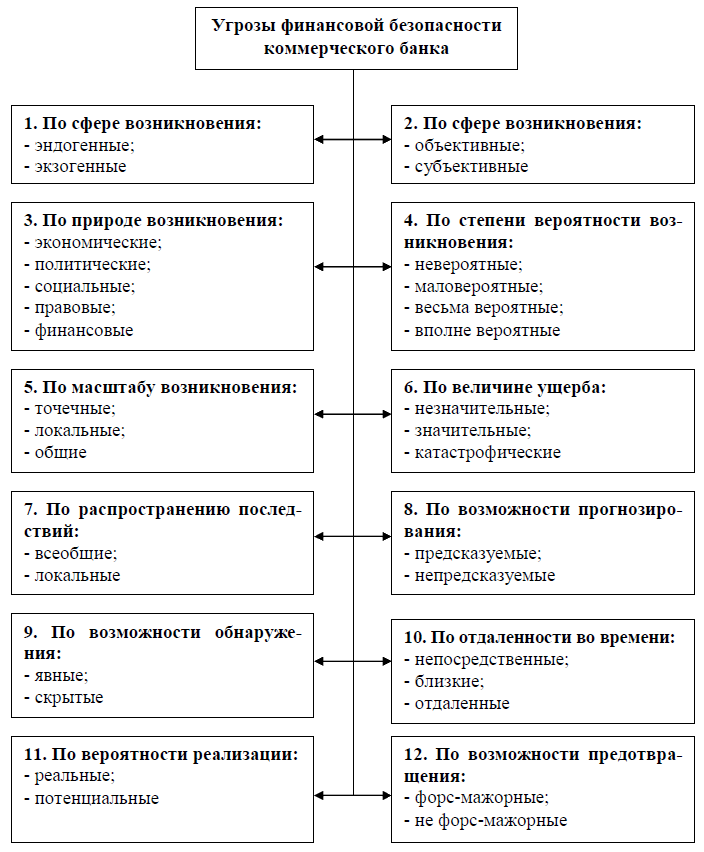 Угрозы финансовой безопасности
коммерческого банка
1. По сфере возникновения:
- эндогенные;
- экзогенные
2. По сфере возникновения:
- объективные;
- субъективные
3. По природе возникновения:
- экономические;
- политические;
- социальные;
- правовые;
- финансовые
4. По степени вероятности воз-
никновения:
- невероятные;
- маловероятные;
- весьма вероятные;
- вполне вероятные
5. По масштабу возникновения:
- точечные;
- локальные;
- общие
6. По величине ущерба:
- незначительные;
- значительные;
- катастрофические
7. По распространению послед-
ствий:
- всеобщие;
- локальные
8. По возможности прогнозиро-
вания:
- предсказуемые;
- непредсказуемые
9. По возможности обнаруже-
ния:
- явные;
- скрытые
10. По отдаленности во времени:
- непосредственные;
- близкие;
- отдаленные
11. По вероятности реализации:
- реальные;
- потенциальные
12. По возможности предотвра-
щения:
- форс-мажорные;
- не форс-мажорные